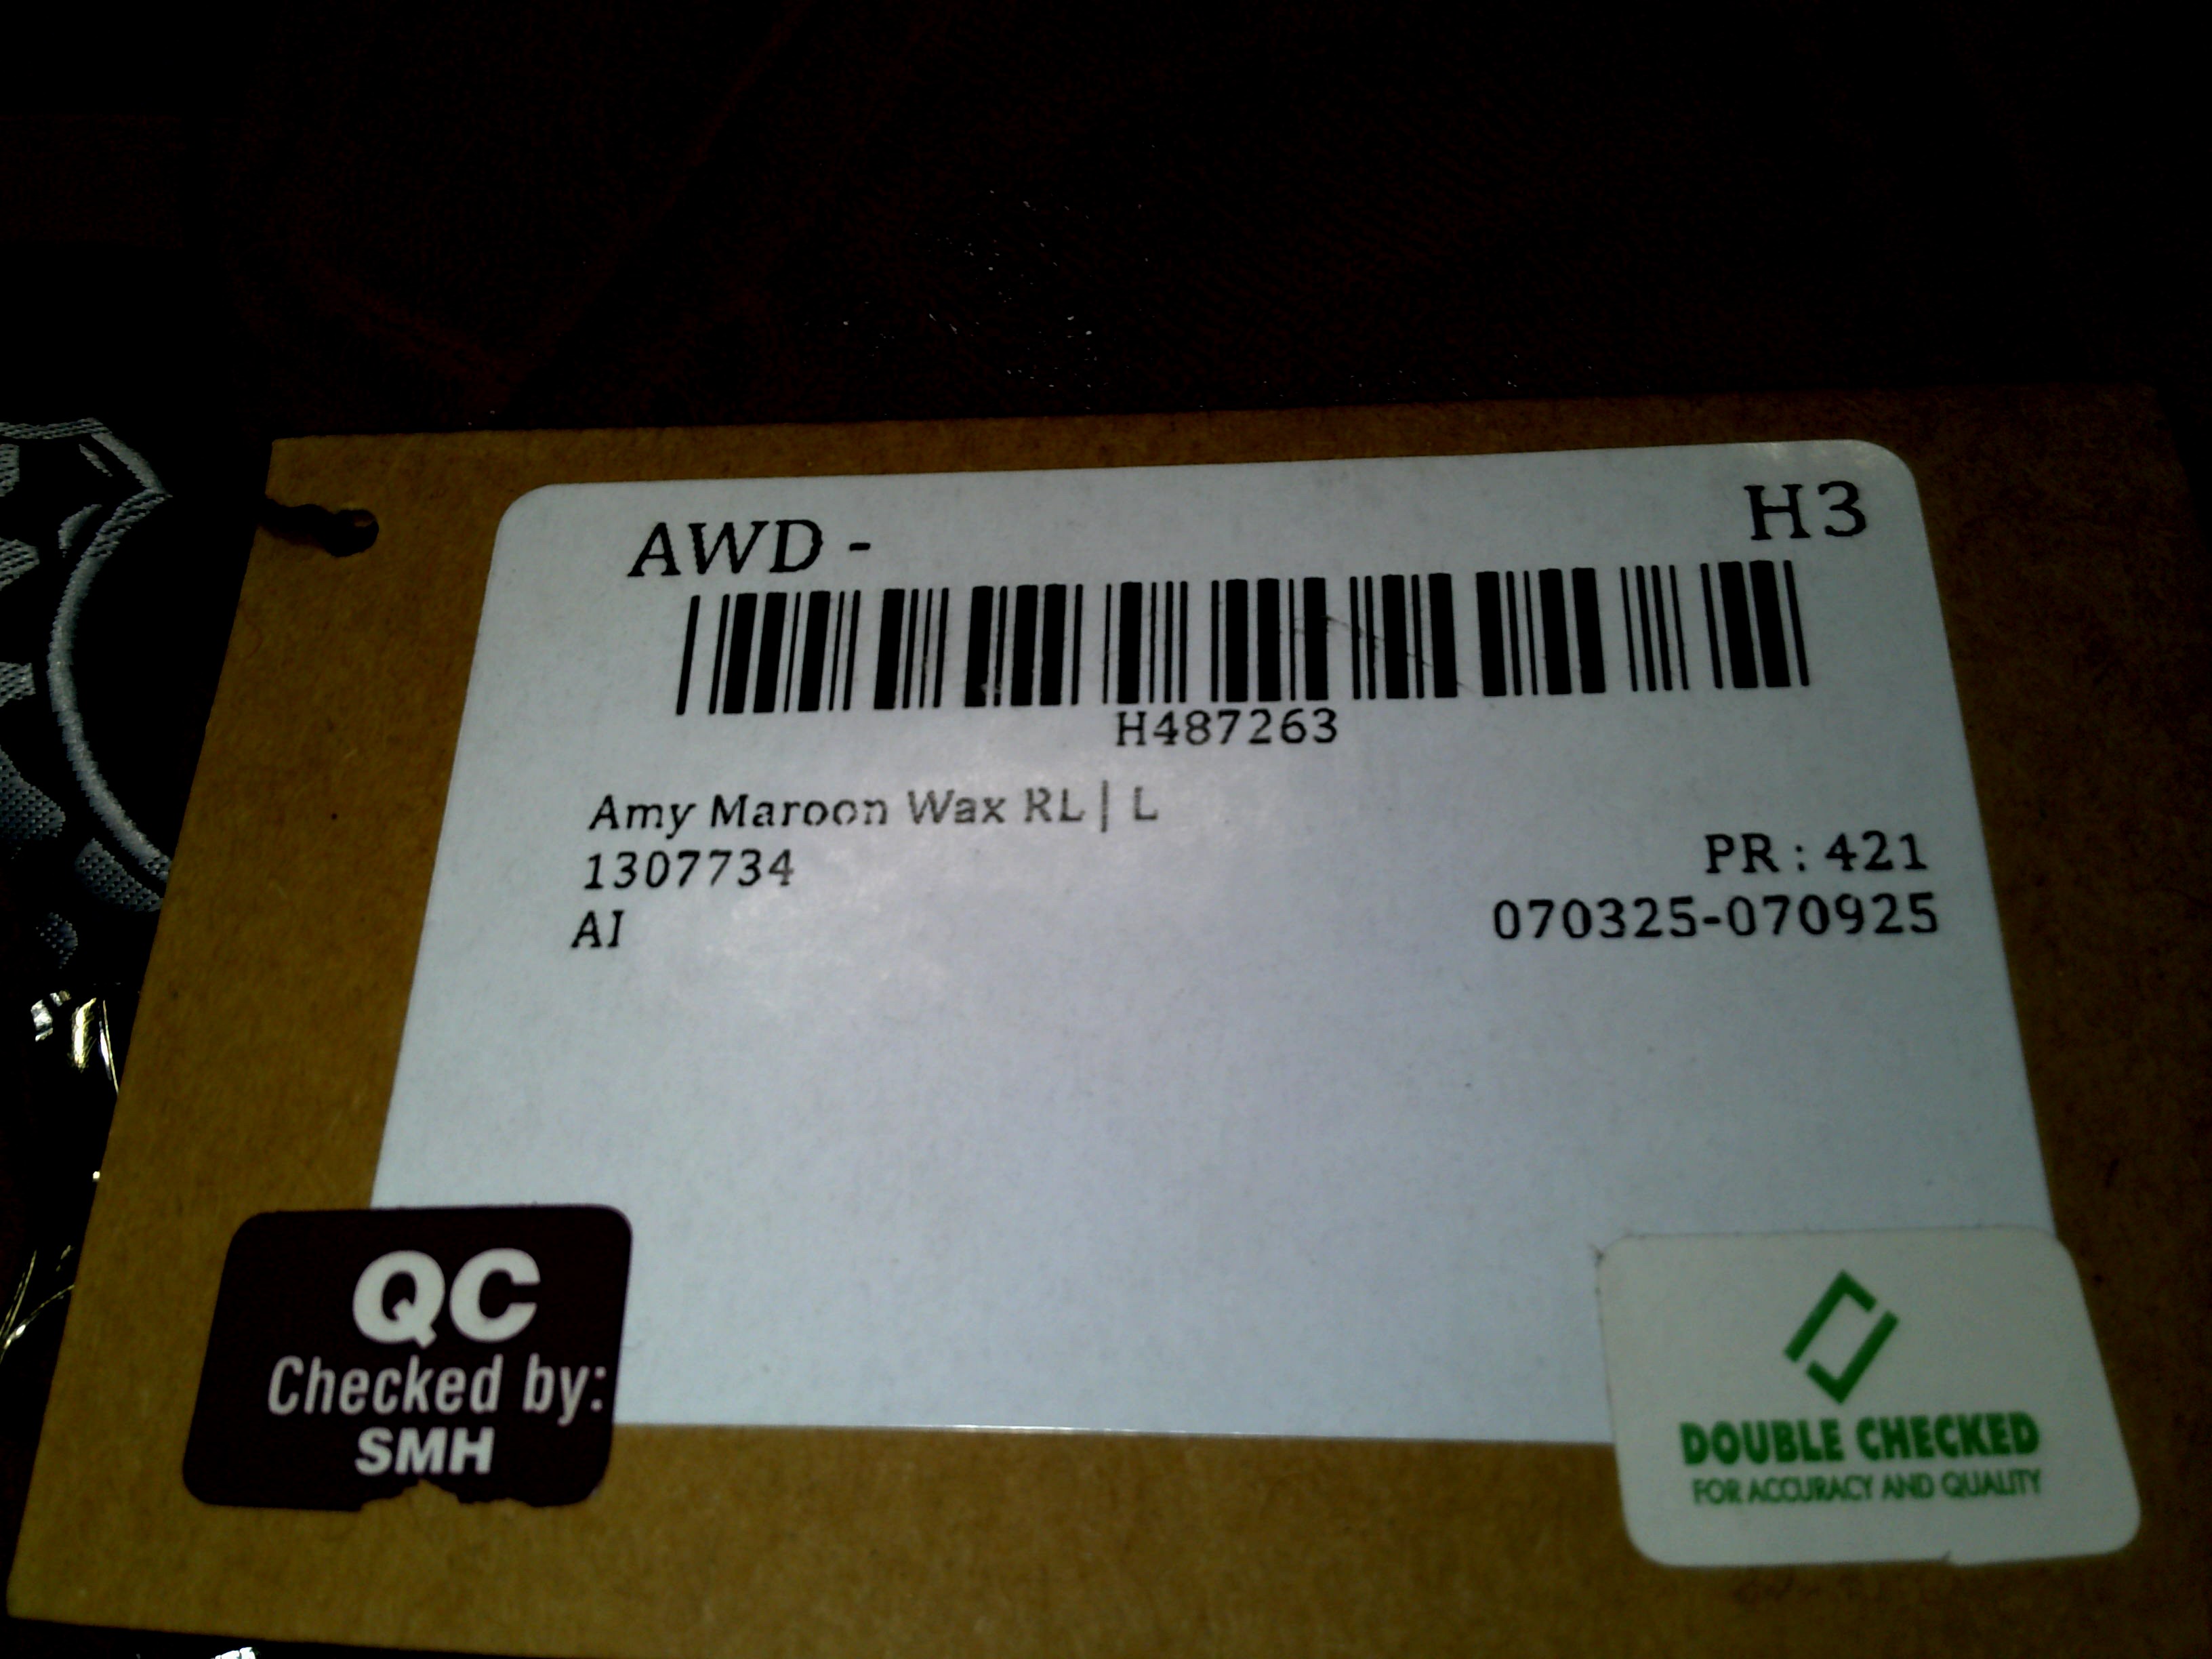 AWD - H3
H487263
Amy Maroon Wax RL | L
1307734
PR : 421
AI
070325-070925
QC
Checked by:
SMH
DOUBLE CHECKED
FOR ACCURACY AND QUALITY